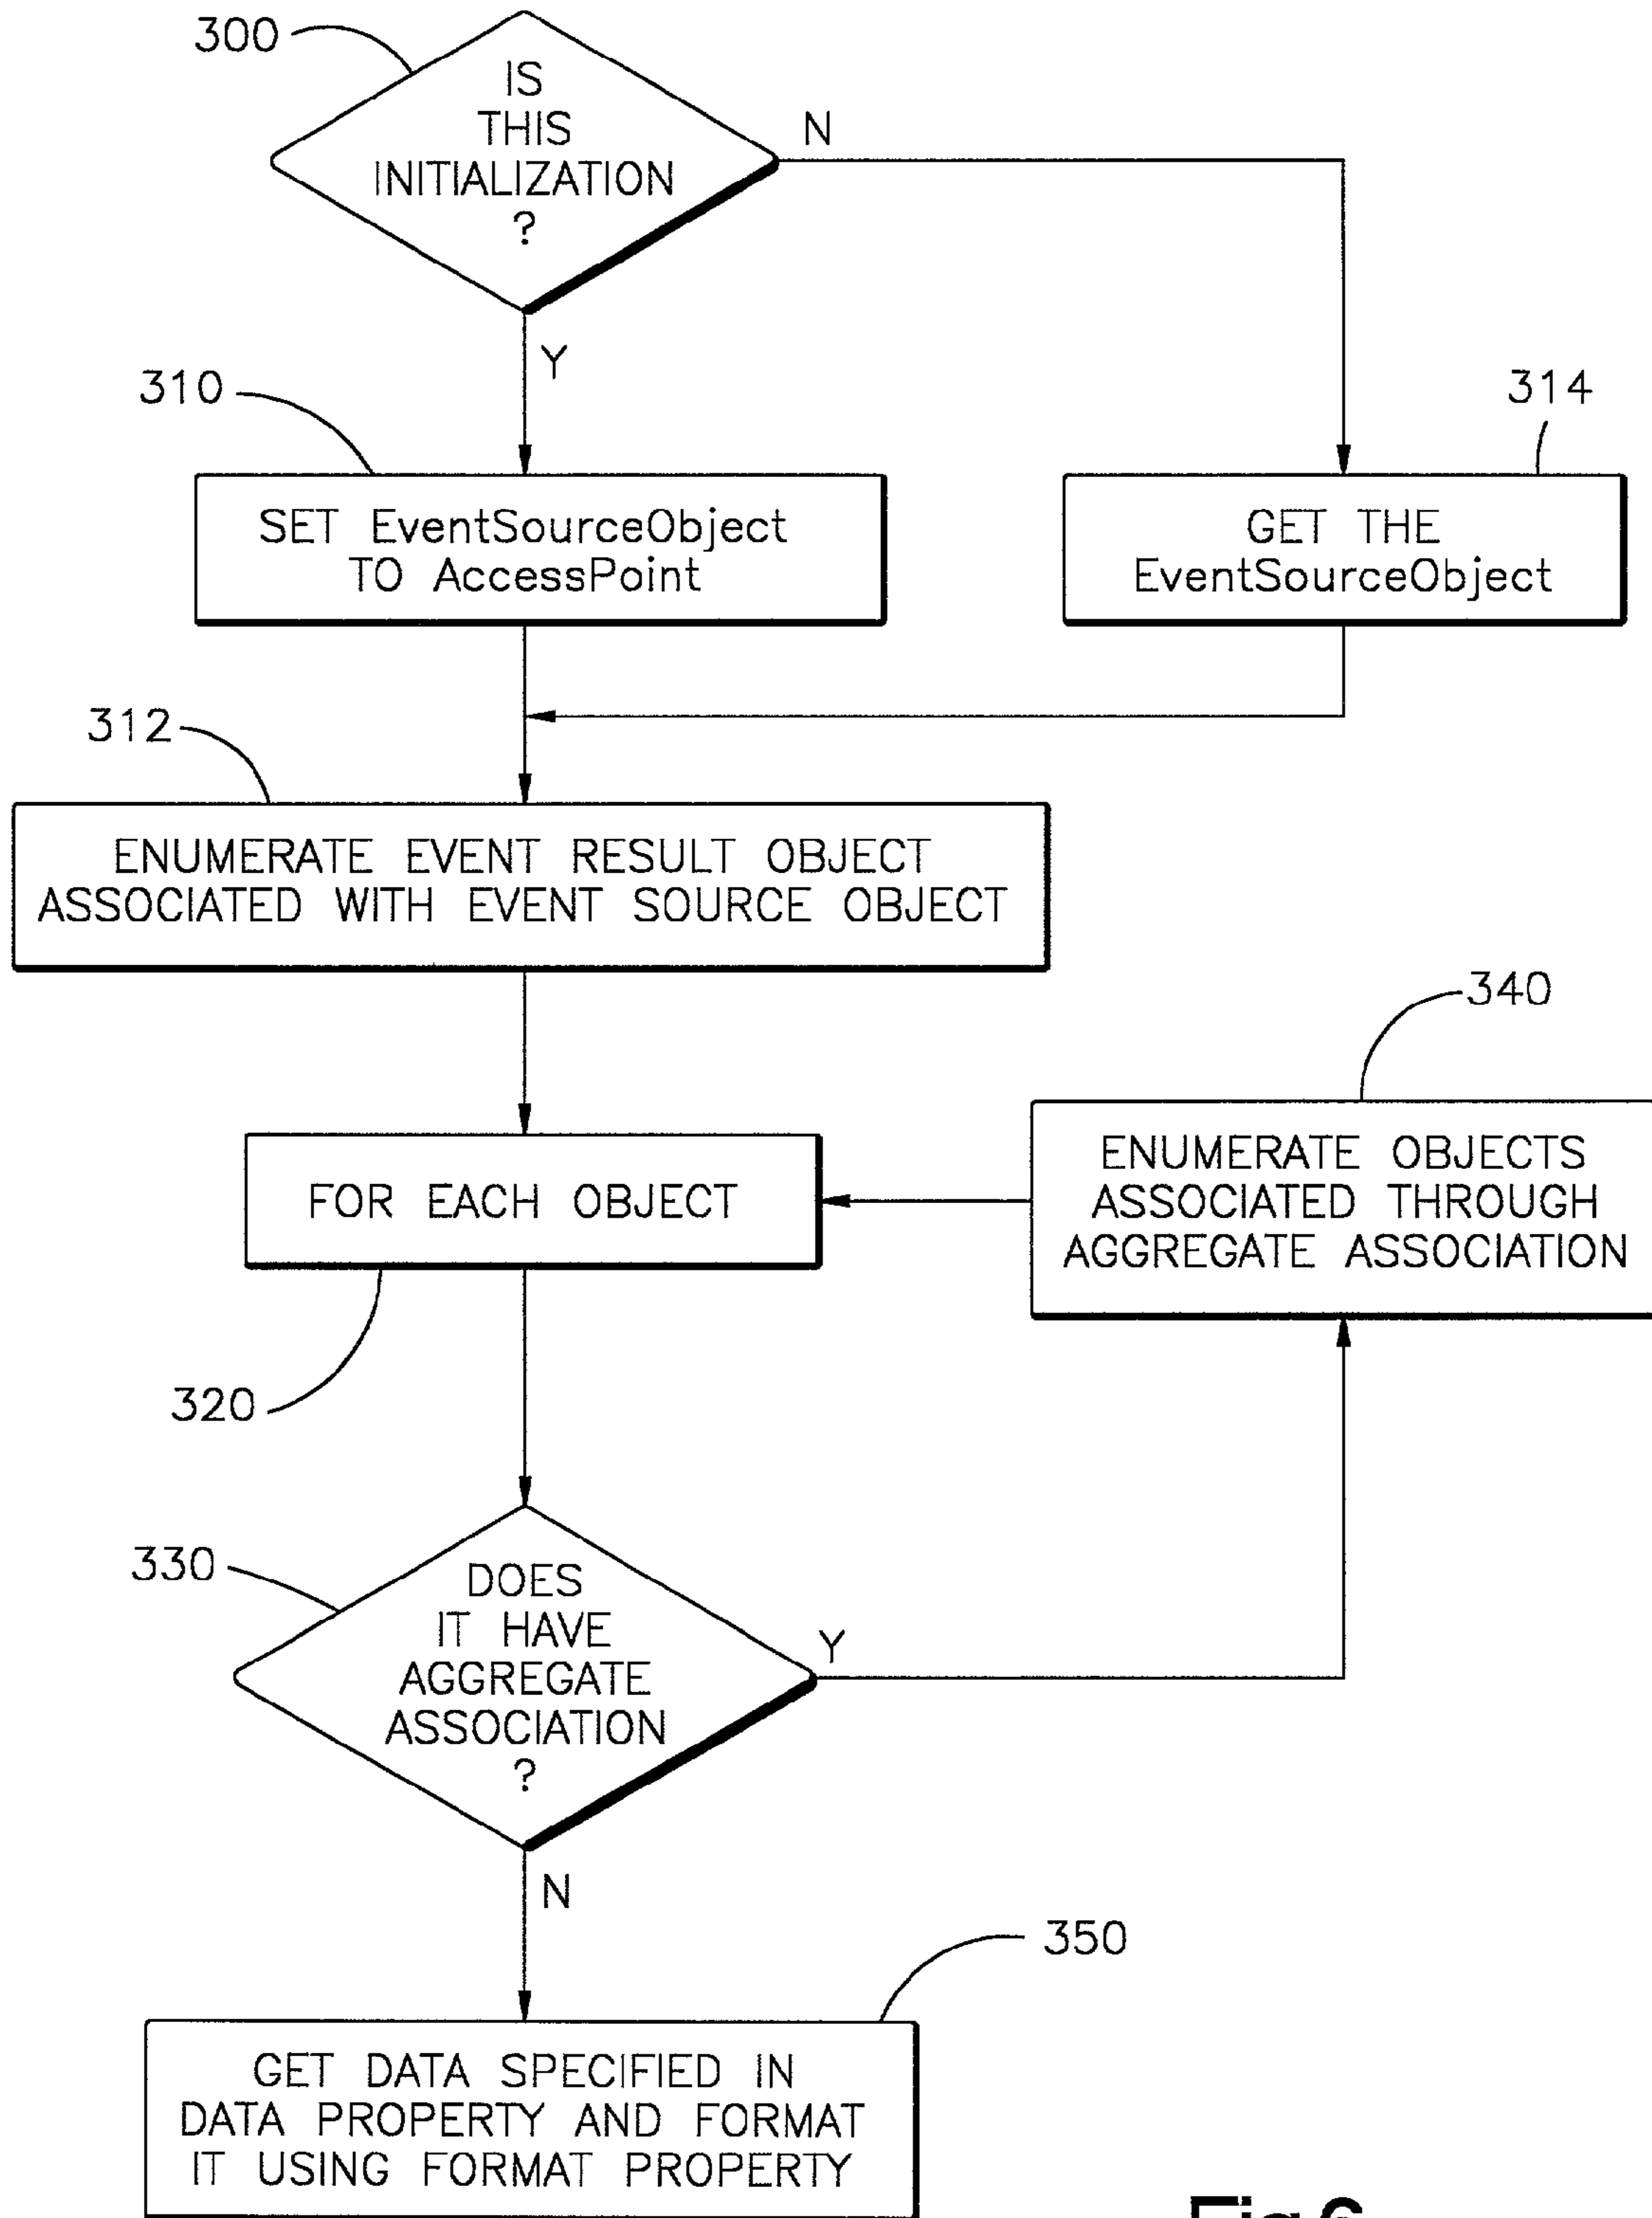 300
IS
THIS
INITIALIZATION
?
N
Y
310
314
SET EventSourceObject
TO AccessPoint
GET THE
EventSourceObject
312
ENUMERATE EVENT RESULT OBJECT
ASSOCIATED WITH EVENT SOURCE OBJECT
340
FOR EACH OBJECT
ENUMERATE OBJECTS
ASSOCIATED THROUGH
AGGREGATE ASSOCIATION
320
330
DOES
IT HAVE
AGGREGATE
ASSOCIATION
?
Y
N
350
GET DATA SPECIFIED IN
DATA PROPERTY AND FORMAT
IT USING FORMAT PROPERTY
Fig.6